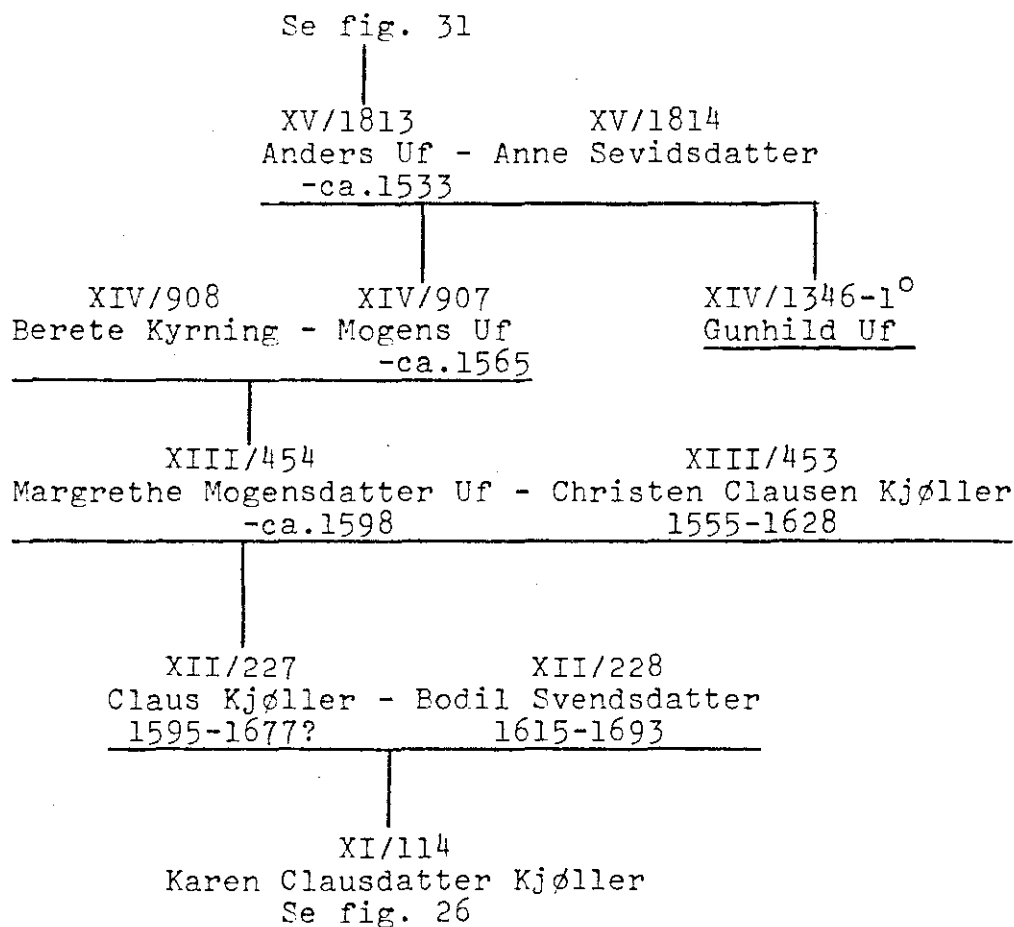 Se fig. 31
XV/1813 XV/1814
Anders Uf - Anne Sevidsdatter
-ca.1533
XIV/908 XIV/907 XIV/1346-1°
Berete Kyrning - Mogens Uf Gunhild Uf
-ca.1565
XIII/454 XIII/453
Margrethe Mogensdatter Uf - Christen Clausen Kjøller
-ca.1598 1555-1628
XII/227 XII/228
Claus Kjøller - Bodil Svendsdatter
1595-1677? 1615-1693
XI/114
Karen Clausdatter Kjøller
Se fig. 26